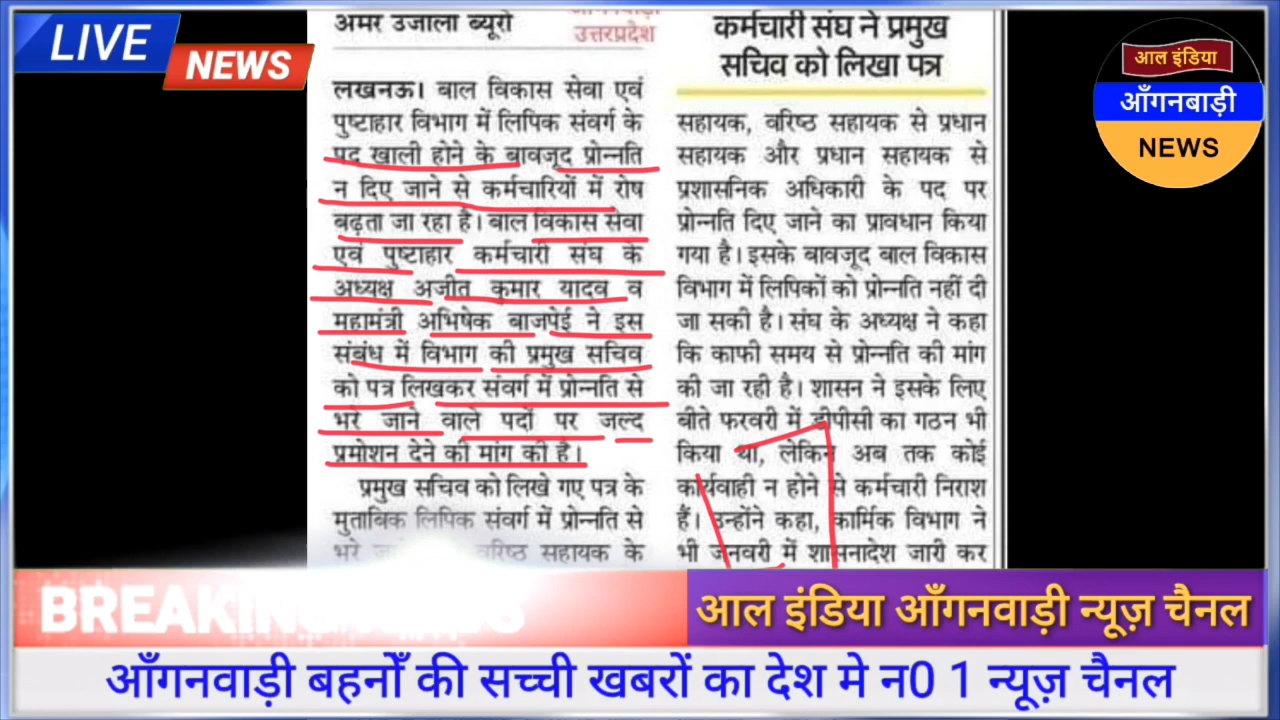 LIVE
NEWS
अमर उजाला ब्यूरो
उत्तरप्रदेश
लखनऊ। बाल विकास सेवा एवं
पुष्टाहार विभाग में लिपिक संवर्ग के
पद खाली होने के बावजूद प्रोन्नति
न दिए जाने से कर्मचारियों में रोष
बढ़ता जा रहा है। बाल विकास सेवा
एवं पुष्टाहार कर्मचारी संघ के
अध्यक्ष अजीत कुमार यादव व
महामंत्री अभिषेक बाजपेई ने इस
संबंध में विभाग की प्रमुख सचिव
को पत्र लिखकर संवर्ग में प्रोन्नति से
भरे जाने वाले पदों पर जल्द
प्रमोशन देने की मांग की है।
प्रमुख सचिव को लिखे गए पत्र के
मुताबिक लिपिक संवर्ग में प्रोन्नति से
भरे वरिष्ठ सहायक के
कर्मचारी संघ ने प्रमुख
सचिव को लिखा पत्र
सहायक, वरिष्ठ सहायक से प्रधान
सहायक और प्रधान सहायक से
प्रशासनिक अधिकारी के पद पर
प्रोन्नति दिए जाने का प्रावधान किया
गया है। इसके बावजूद बाल विकास
विभाग में लिपिकों को प्रोन्नति नहीं दी
जा सकी है। संघ के अध्यक्ष ने कहा
कि काफी समय से प्रोन्नति की मांग
की जा रही है। शासन ने इसके लिए
बीते फरवरी में डीपीसी का गठन भी
किया था, लेकिन अब तक कोई
कार्यवाही न होने से कर्मचारी निराश
हैं। उन्होंने कहा, कार्मिक विभाग ने
भी जनवरी में शासनादेश जारी कर
आल इंडिया
आँगनबाड़ी
NEWS
BREAKING
आल इंडिया आँगनवाड़ी न्यूज़ चैनल
आँगनवाड़ी बहनोँ की सच्ची खबरों का देश मे न0 1 न्यूज़ चैनल